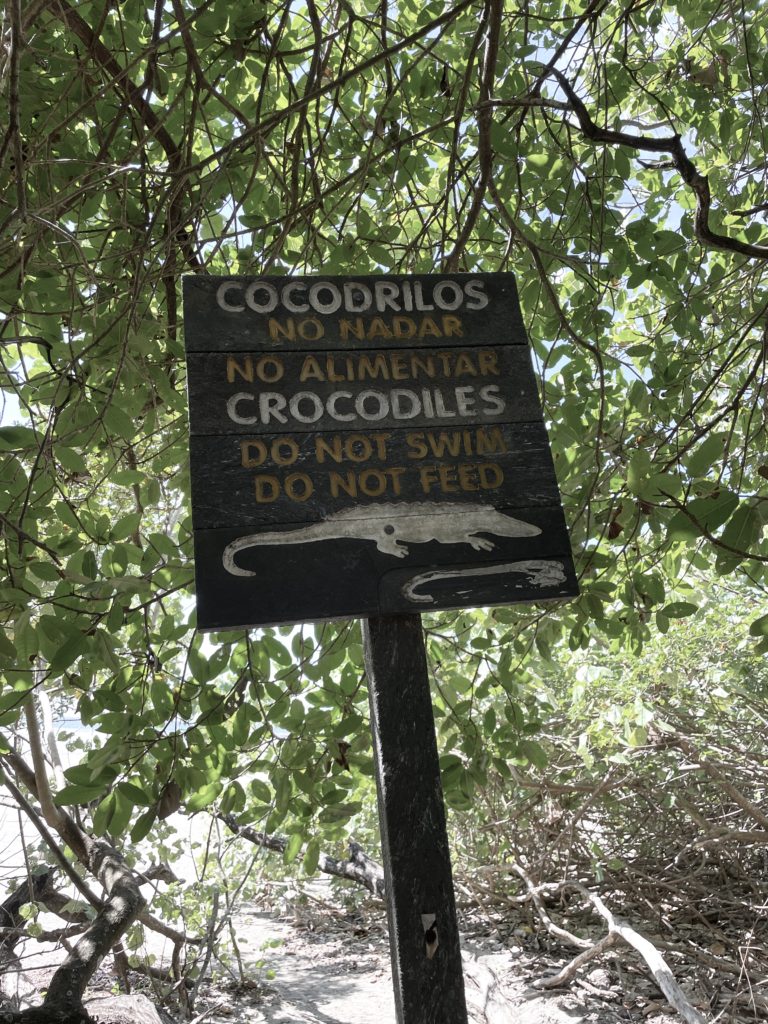 COCODRILOS
NO NADAR
NO ALIMENTAR
CROCODILES
DO NOT SWIM
DO NOT FEED